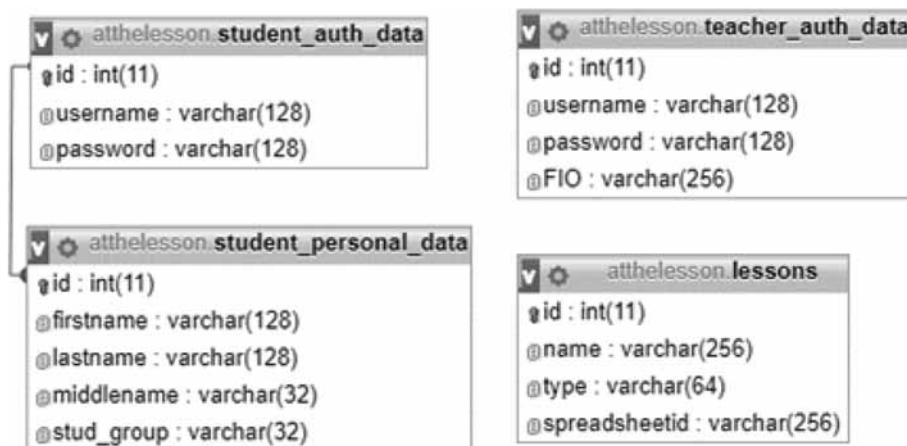 atthelesson.student_auth_data
id : int(11)
username : varchar(128)
password : varchar(128)
atthelesson.teacher_auth_data
id : int(11)
username : varchar(128)
password : varchar(128)
FIO : varchar(256)
atthelesson.student_personal_data
id : int(11)
firstname : varchar(128)
lastname : varchar(128)
middlename : varchar(32)
stud_group : varchar(32)
atthelesson.lessons
id : int(11)
name : varchar(256)
type : varchar(64)
spreadsheetid : varchar(256)